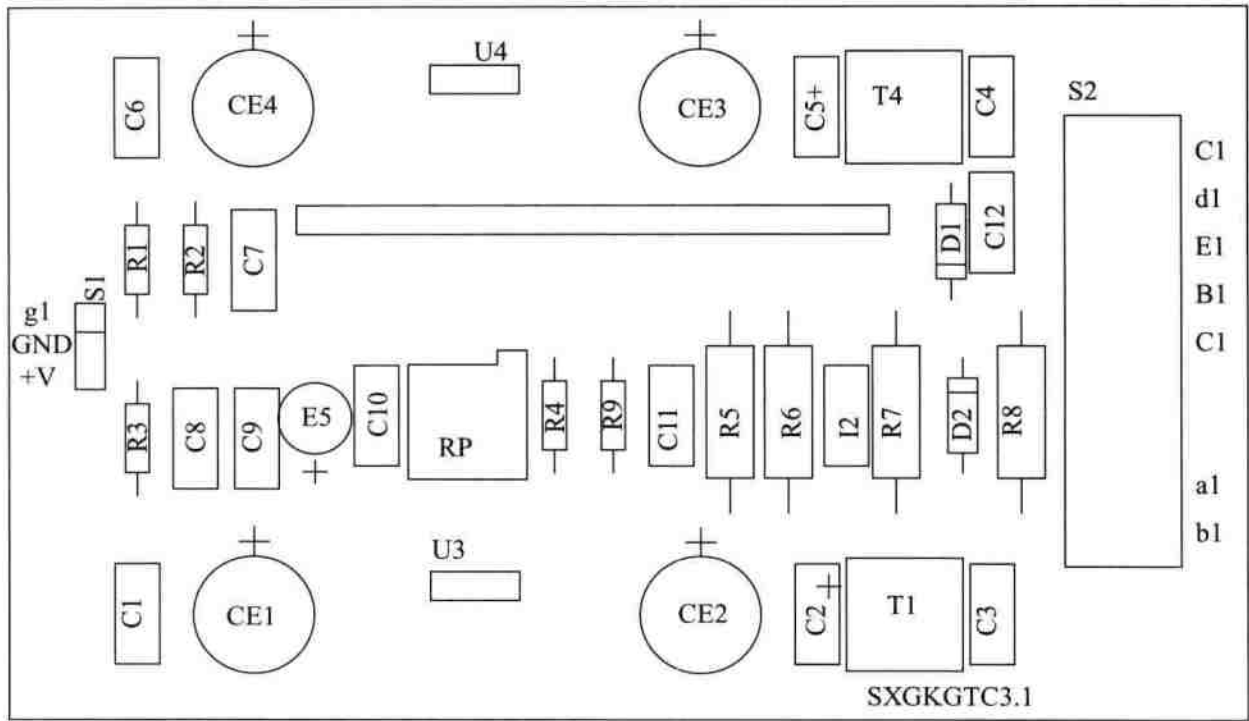 U4
CE4
CE3
C6
C5+
T4
C4
S2
C1
d1
E1
B1
C1
R1
R2
C7
D1
C12
S1
g1
GND
+V
R3
C8
C9
E5
C10
RP
R4
R9
C11
R5
R6
I2
R7
D2
R8
a1
b1
U3
C1
CE1
CE2
C2
T1
C3
SXGKGTC3.1